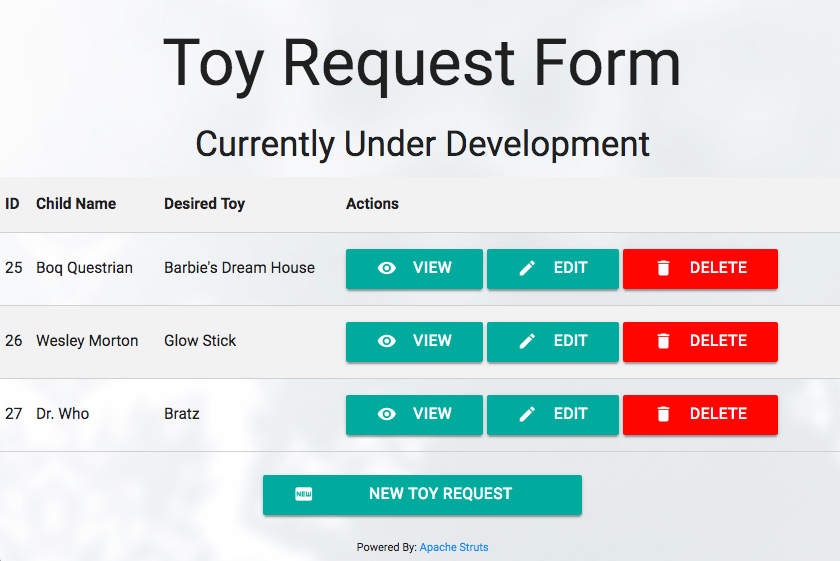 Toy Request Form
Currently Under Development
ID Child Name Desired Toy Actions
25 Boq Questrian Barbie's Dream House VIEW EDIT DELETE
26 Wesley Morton Glow Stick VIEW EDIT DELETE
27 Dr. Who Bratz VIEW EDIT DELETE
NEW NEW TOY REQUEST
Powered By: Apache Struts